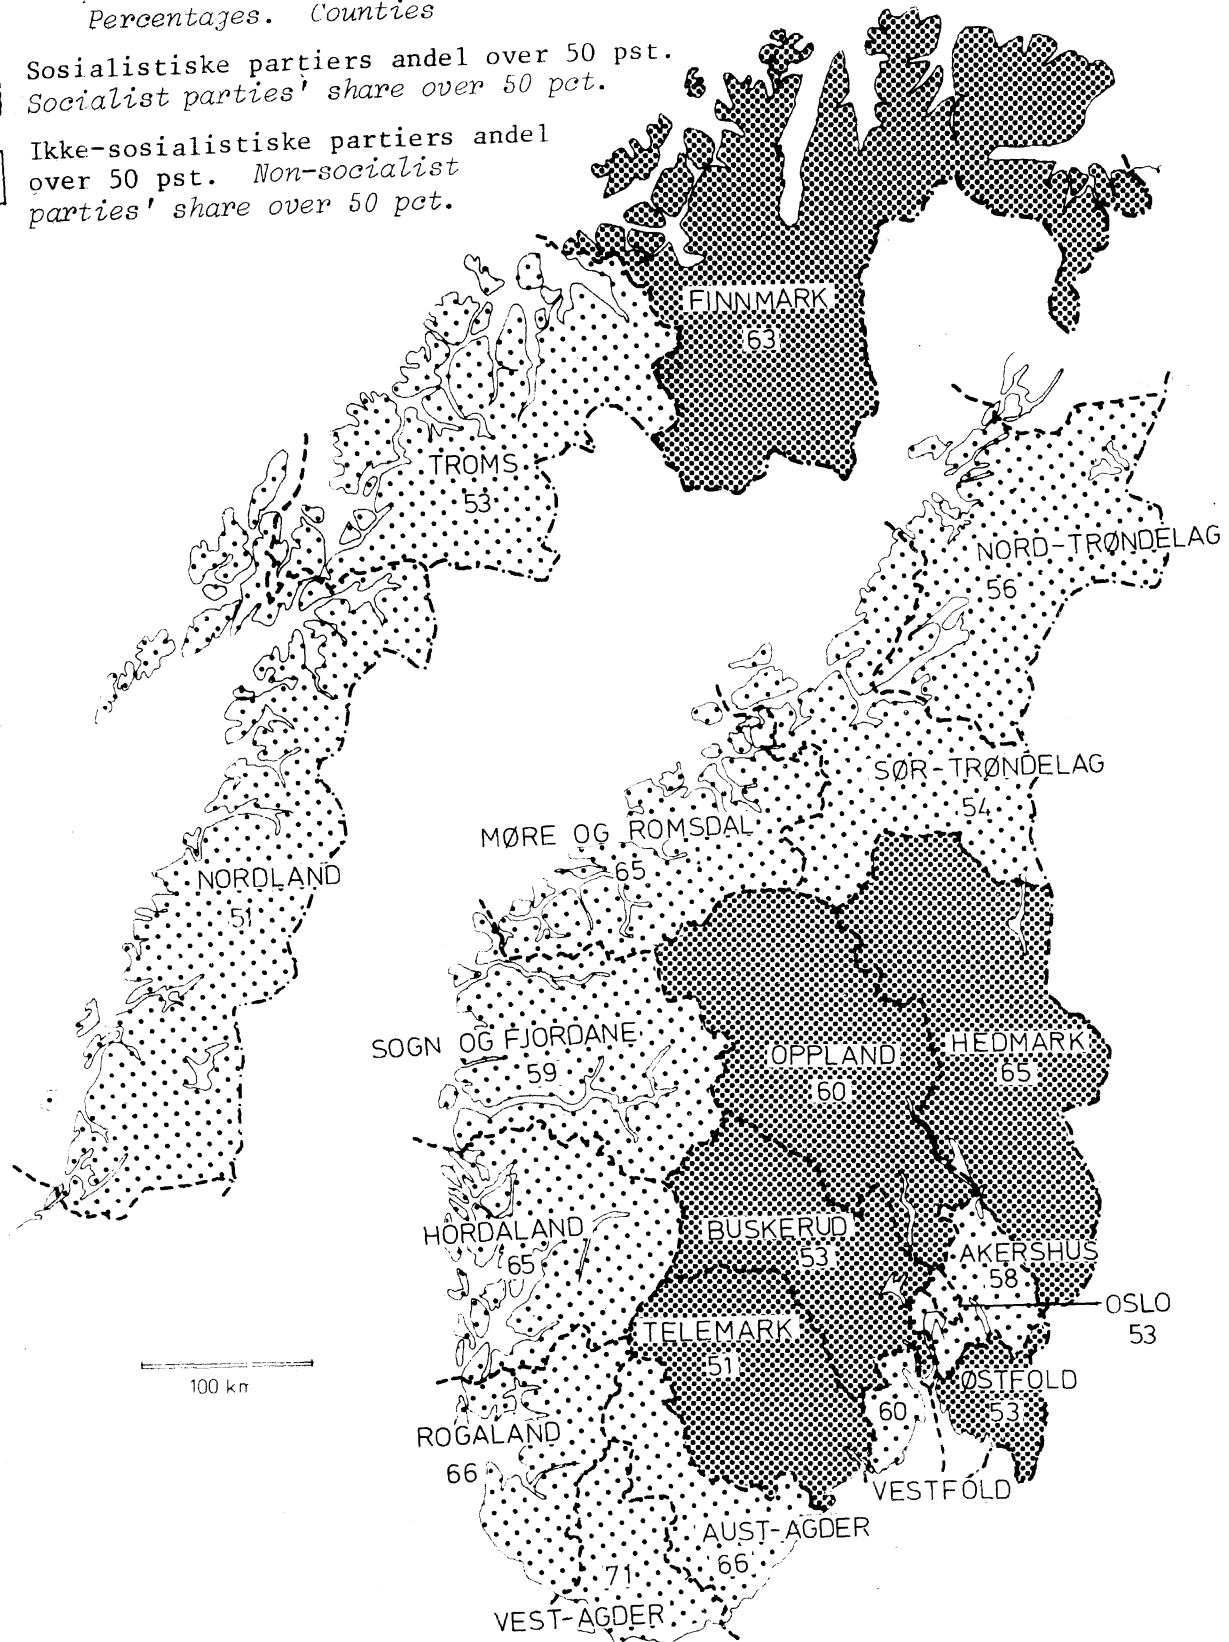 Percentages. Counties
Sosialistiske partiers andel over 50 pst.
Socialist parties' share over 50 pct.
Ikke-sosialistiske partiers andel
over 50 pst. Non-socialist
parties' share over 50 pct.
FINNMARK
63
TROMS
53
NORD-TRØNDELAG
56
SØR-TRØNDELAG
54
MØRE OG ROMSDAL
65
NORDLAND
51
SOGN OG FJORDANE
59
OPPLAND
60
HEDMARK
65
HORDALAND
65
BUSKERUD
53
AKERSHUS
58
OSLO
53
TELEMARK
51
ØSTFOLD
53
60
VESTFOLD
100 km
ROGALAND
66
AUST-AGDER
66
71
VEST-AGDER